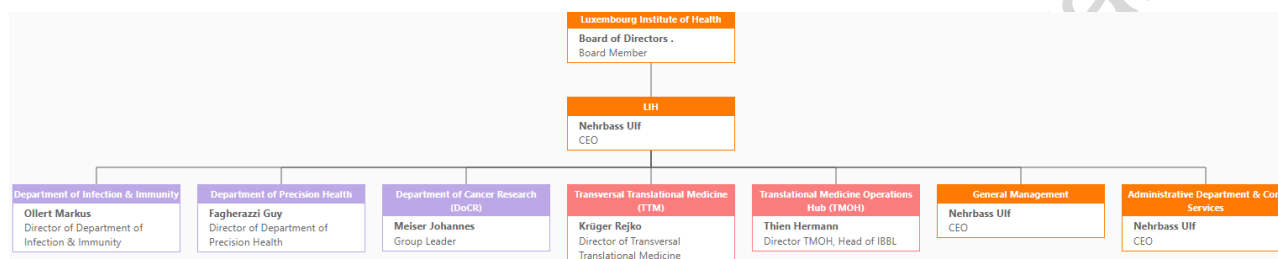 Luxembourg Institute of Health
Board of Directors .
Board Member
LIH
Nehrbass Ulf
CEO
Department of Infection & Immunity
Ollert Markus
Director of Department of
Infection & Immunity
Department of Precision Health
Fagherazzi Guy
Director of Department of
Precision Health
Department of Cancer Research
(DoCR)
Meiser Johannes
Group Leader
Transversal Translational Medicine
(TTM)
Krüger Rejko
Director of Transversal
Translational Medicine
Translational Medicine Operations
Hub (TMOH)
Thien Hermann
Director TMOH, Head of IBBL
General Management
Nehrbass Ulf
CEO
Administrative Department &
Services
Nehrbass Ulf
CEO